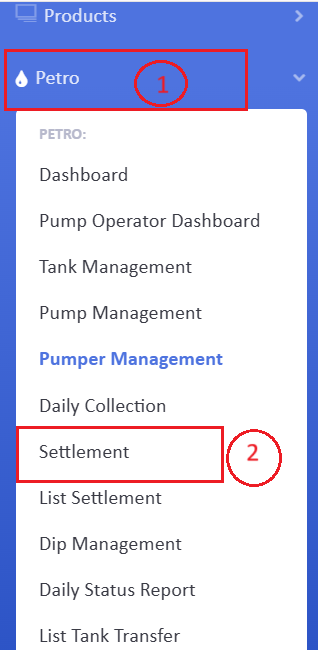 Products
Petro
1
PETRO:
Dashboard
Pump Operator Dashboard
Tank Management
Pump Management
Pumper Management
Daily Collection
Settlement
2
List Settlement
Dip Management
Daily Status Report
List Tank Transfer